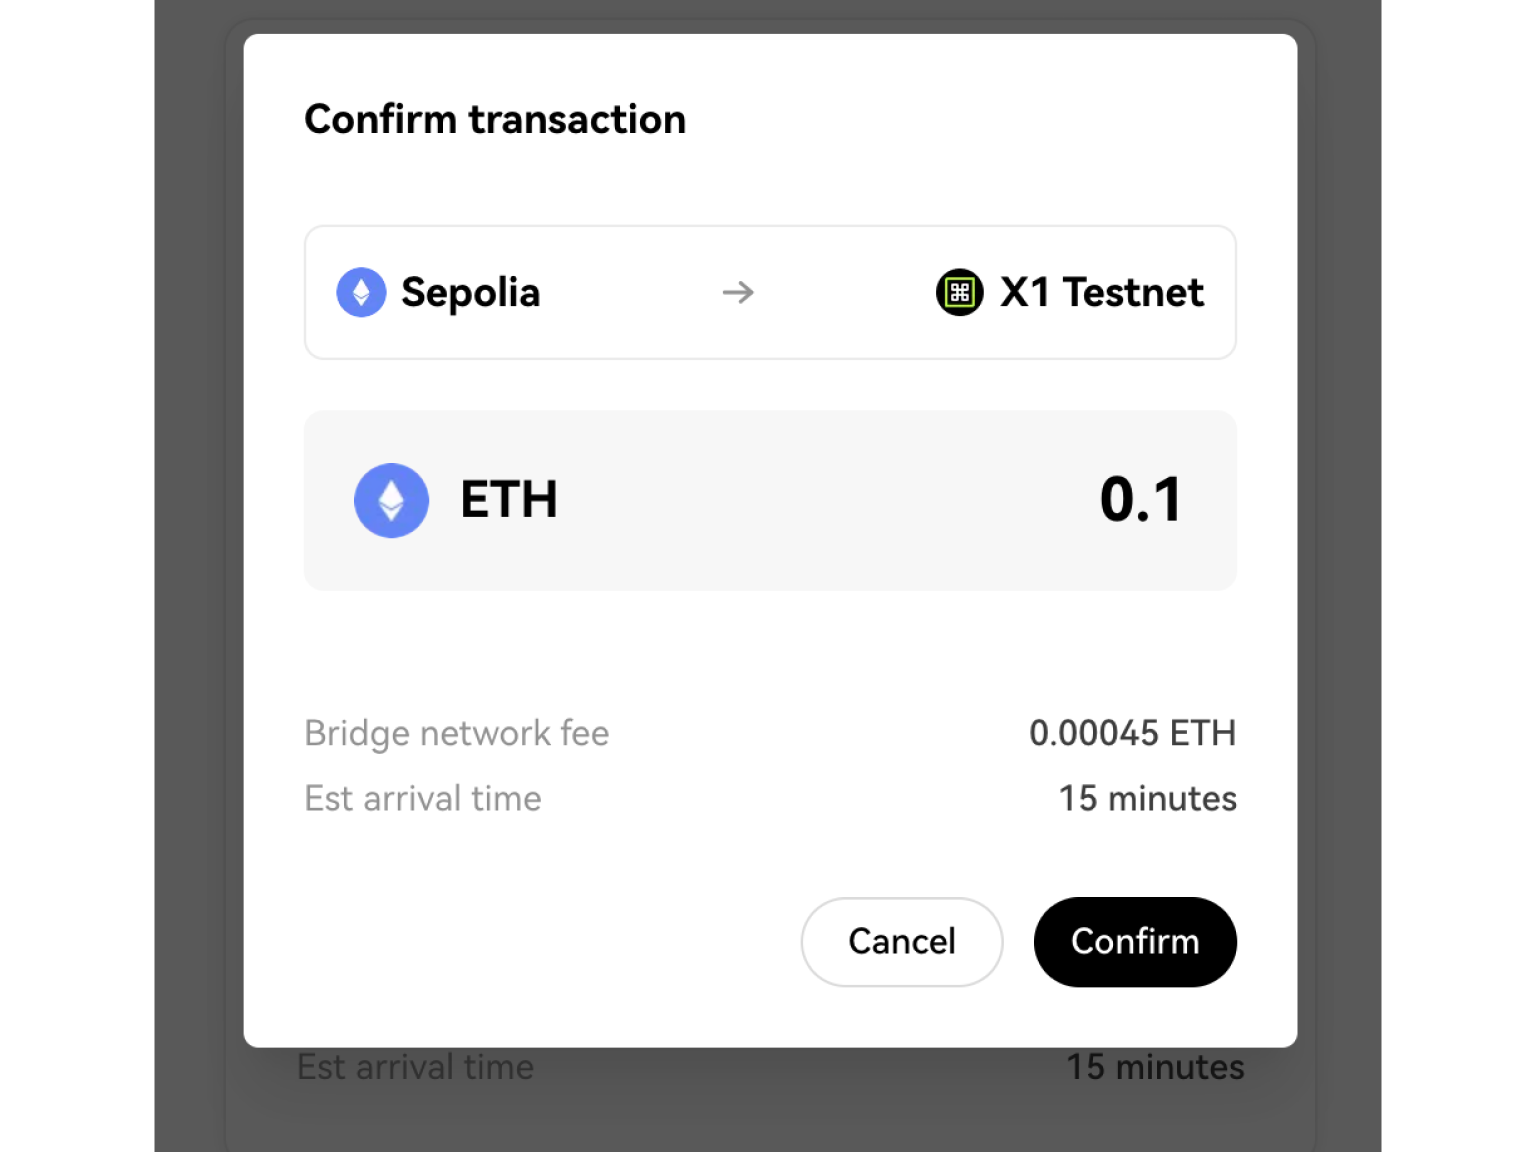 Confirm transaction
Sepolia → X1 Testnet
ETH 0.1
Bridge network fee 0.00045 ETH
Est arrival time 15 minutes
Cancel Confirm
Est arrival time 15 minutes